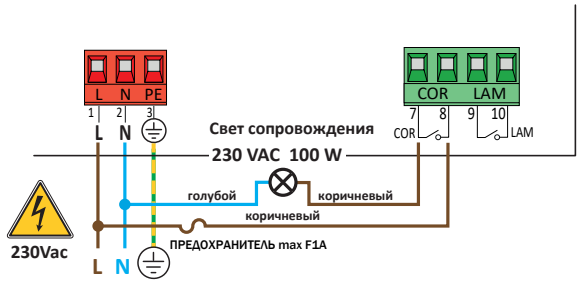 L N PE
COR LAM
1 2 3
7 8 9 10
L N
COR LAM
Свет сопровождения
230 VAC 100 W
голубой
коричневый
коричневый
230Vac
ПРЕДОХРАНИТЕЛЬ max F1A
L N